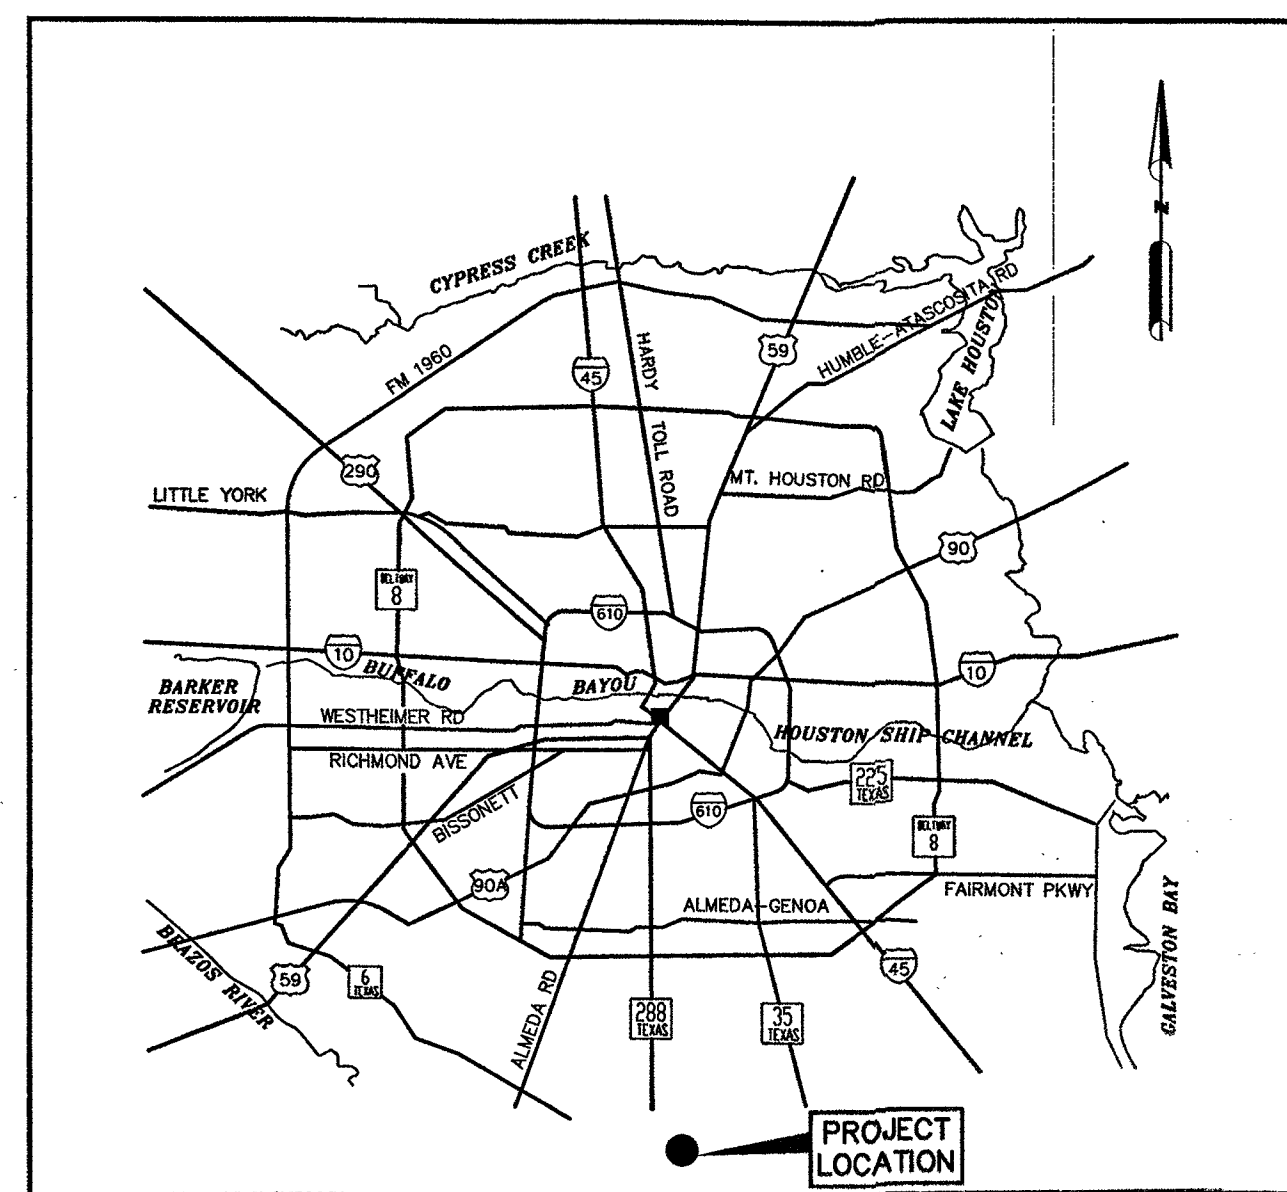 N
CYPRESS CREEK
HUMBLE-ATASCOSITA RD
LAKE HOUSTON
59
FM 1960
45
HARDY TOLL ROAD
290
MT. HOUSTON RD
LITTLE YORK
90
BELTWAY
8
610
10
10
BUFFALO BAYOU
BARKER
RESERVOIR
WESTHEIMER RD
HOUSTON SHIP CHANNEL
RICHMOND AVE
225
TEXAS
BISSONETT
610
BELTWAY
8
90A
FAIRMONT PKWY
ALMEDA-GENOA
GALVESTON BAY
BRAZOS RIVER
59
6
TEXAS
45
ALMEDA RD
288
TEXAS
35
TEXAS
PROJECT
LOCATION